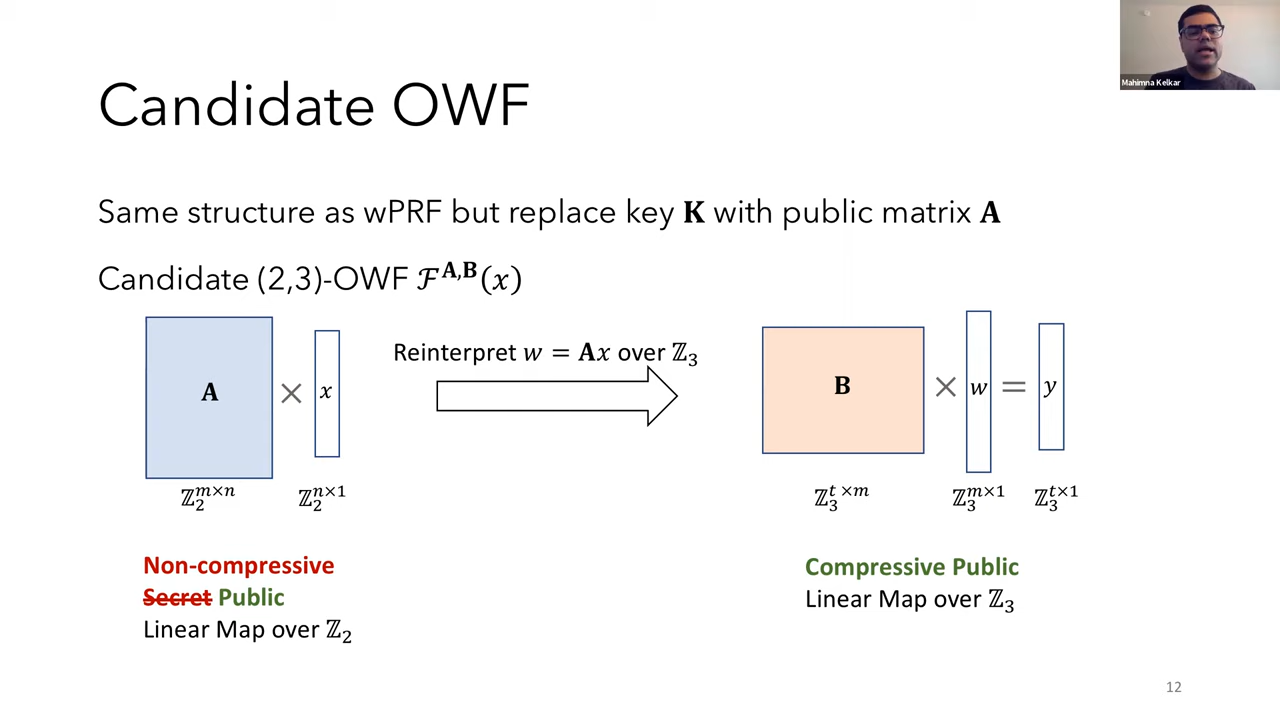 Mahimna Kelkar
Candidate OWF
Same structure as wPRF but replace key K with public matrix A
Candidate (2,3)-OWF ℱ^{A,B}(x)
Reinterpret w = Ax over ℤ₃
A × x
B × w = y
ℤ₂^{m×n} ℤ₂^{n×1} ℤ₃^{t×m} ℤ₃^{m×1} ℤ₃^{t×1}
Non-compressive
Secret Public
Linear Map over ℤ₂
Compressive Public
Linear Map over ℤ₃
12